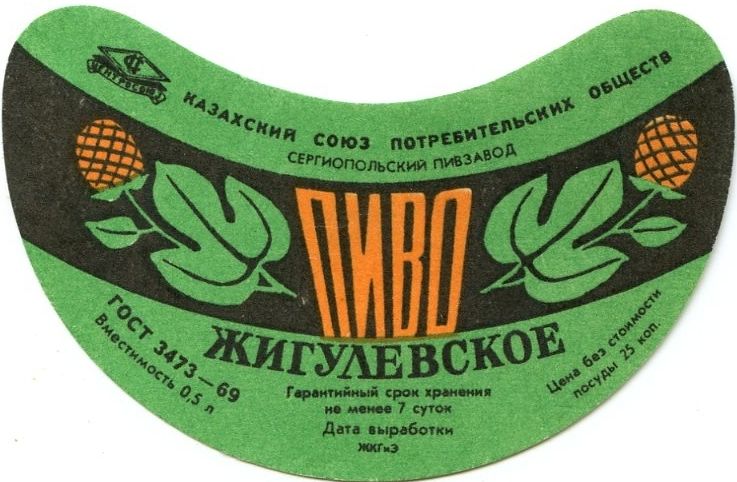 ЦЕНТРОСОЮЗ
КАЗАХСКИЙ СОЮЗ ПОТРЕБИТЕЛЬСКИХ ОБЩЕСТВ
СЕРГИОПОЛЬСКИЙ ПИВЗАВОД
ПИВО
ЖИГУЛЕВСКОЕ
ГОСТ 3473—69
Вместимость 0,5 л
Гарантийный срок хранения
не менее 7 суток
Дата выработки
ЖКГиЭ
Цена без стоимости
посуды 25 коп.